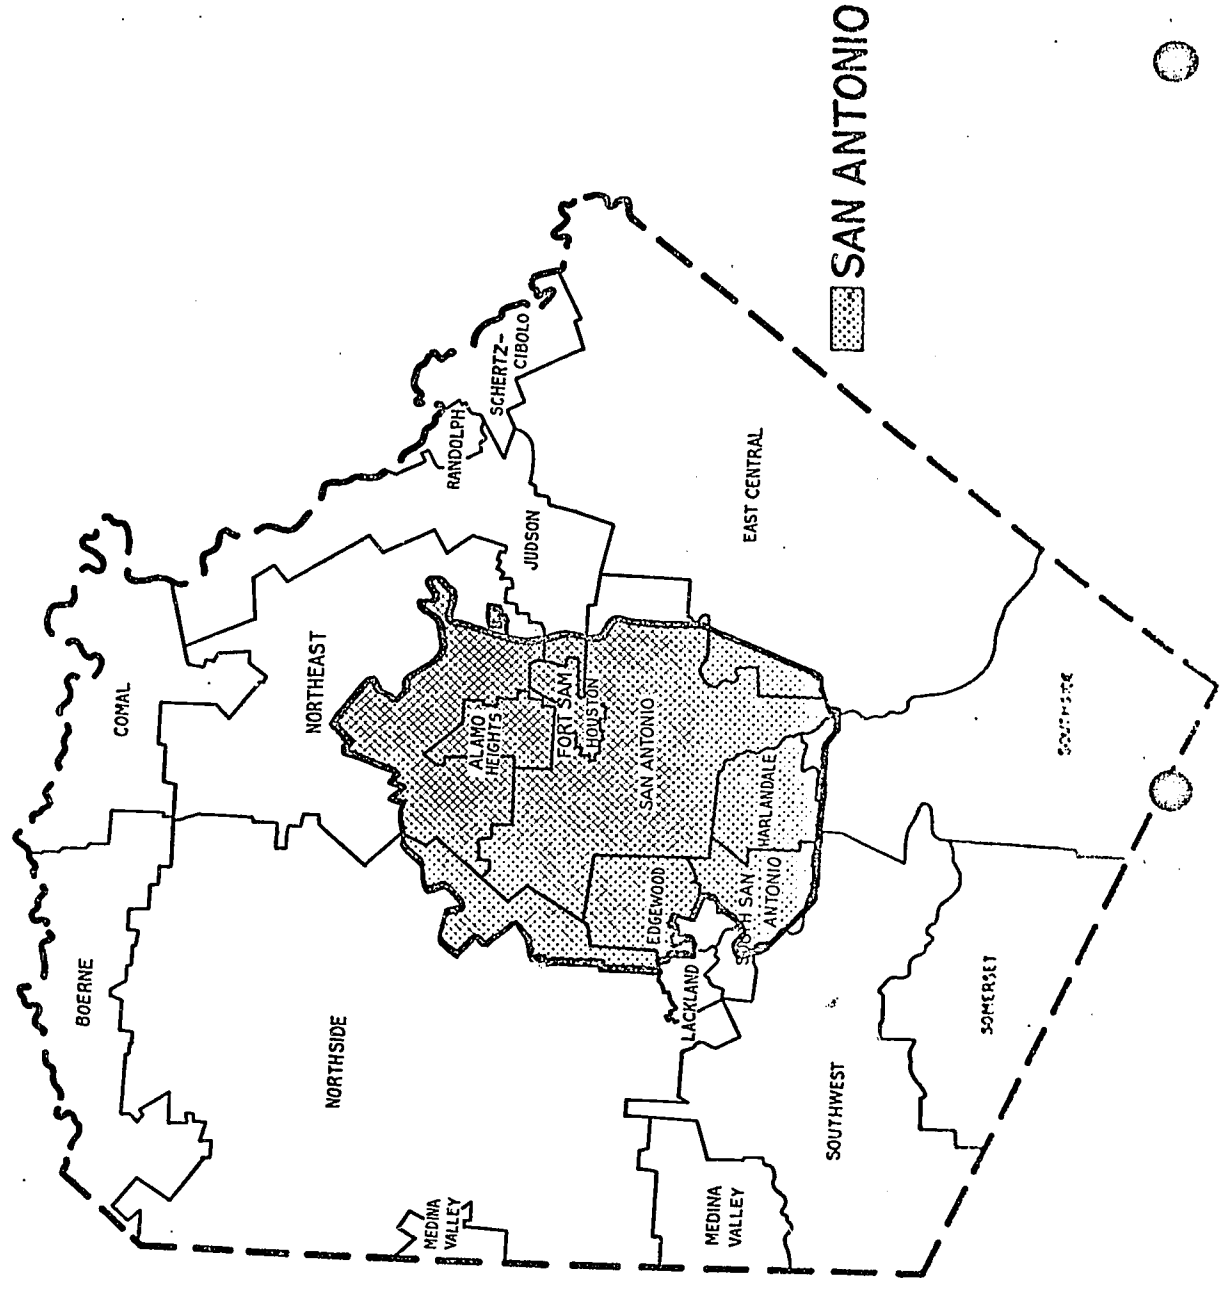 COMAL
BOERNE
NORTHEAST
NORTHSIDE
RANDOLPH
SCHERTZ-
CIBOLO
JUDSON
ALAMO
HEIGHTS
FORT SAM
HOUSTON
SAN ANTONIO
EDGEWOOD
HARLANDALE
SOUTH SAN
ANTONIO
LACKLAND
EAST CENTRAL
MEDINA
VALLEY
MEDINA
VALLEY
SOUTHWEST
SOMERSET
SOUTHSIDE
SAN ANTONIO